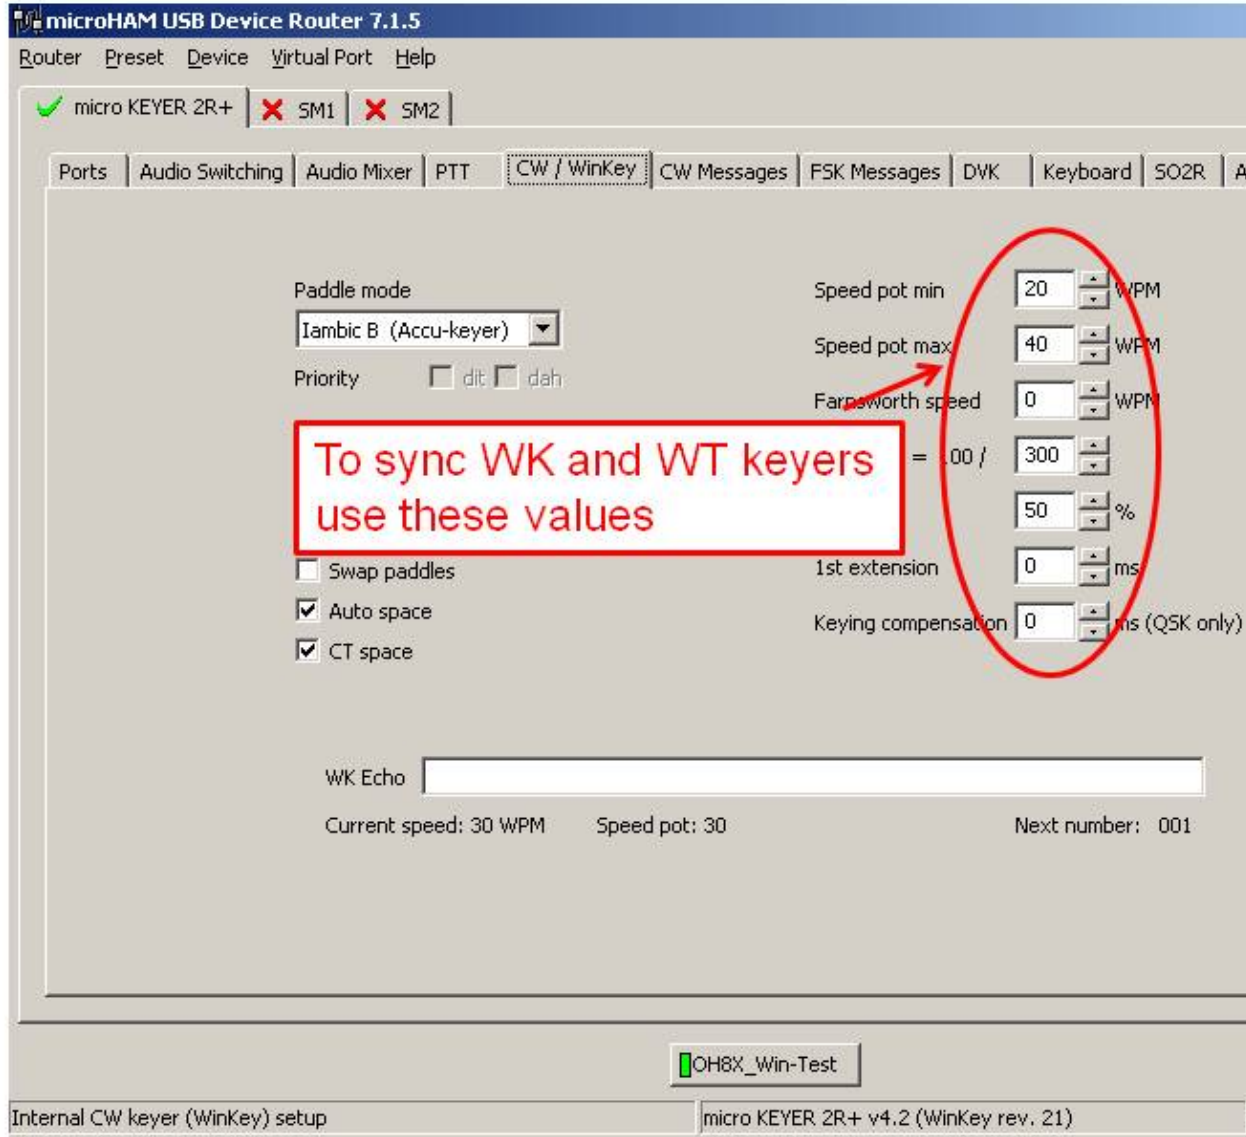 microHAM USB Device Router 7.1.5
Router Preset Device Virtual Port Help
micro KEYER 2R+ SM1 SM2
Ports Audio Switching Audio Mixer PTT CW / WinKey CW Messages FSK Messages DVK Keyboard SO2R A
Paddle mode
Iambic B (Accu-keyer)
Priority dit dah
Speed pot min 20 WPM
Speed pot max 40 WPM
Farnsworth speed 0 WPM
= 100 / 300
50 %
To sync WK and WT keyers
use these values
Swap paddles
Auto space
CT space
1st extension 0 ms
Keying compensation 0 ms (QSK only)
WK Echo
Current speed: 30 WPM Speed pot: 30 Next number: 001
OH8X_Win-Test
Internal CW keyer (WinKey) setup micro KEYER 2R+ v4.2 (WinKey rev. 21)